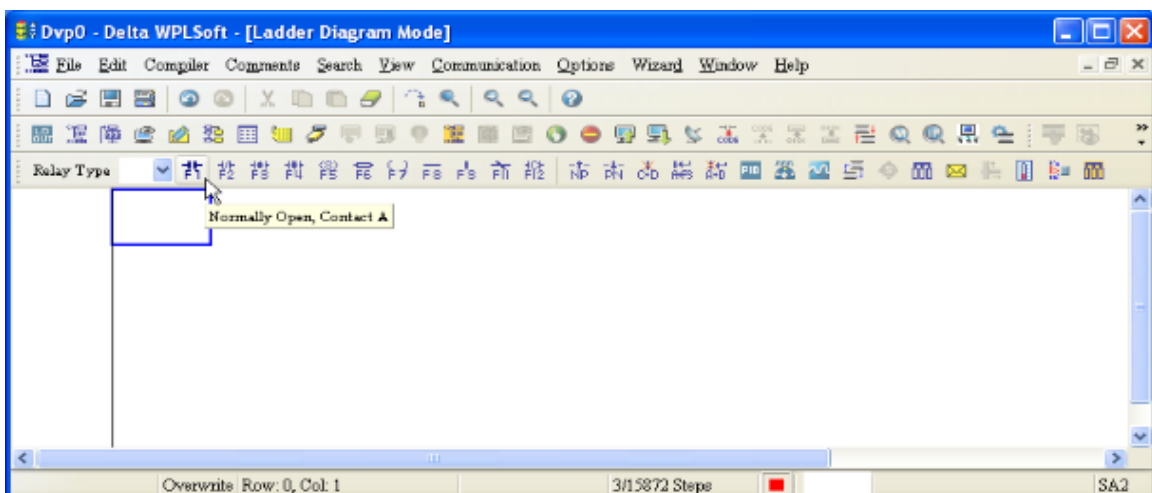 Dvp0 - Delta WPLSoft - [Ladder Diagram Mode]
File Edit Compiler Comments Search View Communication Options Wizard Window Help
Relay Type
Normally Open, Contact A
Overwrite Row: 0, Col: 1 3/15872 Steps SA2